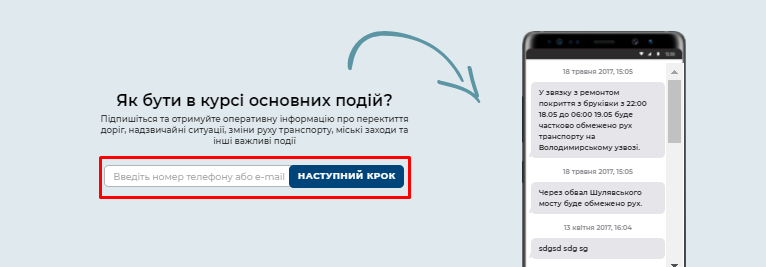 Як бути в курсі основних подій?
Підпишіться та отримуйте оперативну інформацію про перектиття
доріг, надзвичайні ситуації, зміни руху транспорту, міські заходи та
інші важливі події
Введіть номер телефону або e-mail
НАСТУПНИЙ КРОК
18 травня 2017, 15:05
У звязку з ремонтом
покриття з бруківки з 22:00
18.05 до 06:00 19.05 буде
частково обмежено рух
транспорту на
Володимирському узвозі.
18 травня 2017, 15:05
Через обвал Шулявського
мосту буде обмежено рух.
13 квітня 2017, 16:04
sdgsd sdg sg